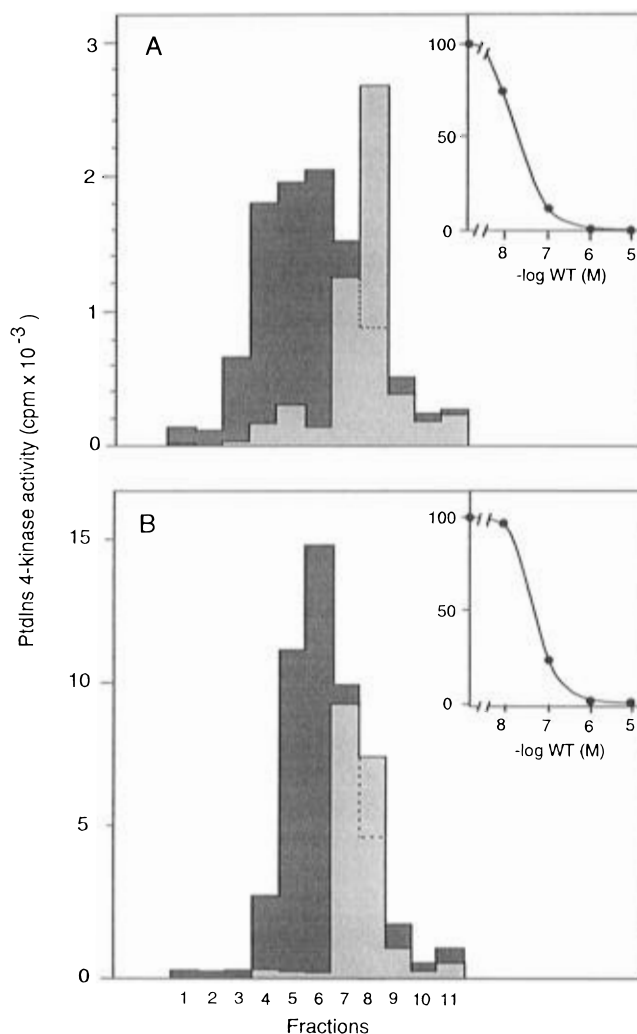 PtdIns 4-kinase activity (cpm x 10⁻³)
A
3
2
1
0
100
50
0
8 7 6 5
-log WT (M)
B
15
10
5
0
100
50
0
8 7 6 5
-log WT (M)
1 2 3 4 5 6 7 8 9 10 11
Fractions